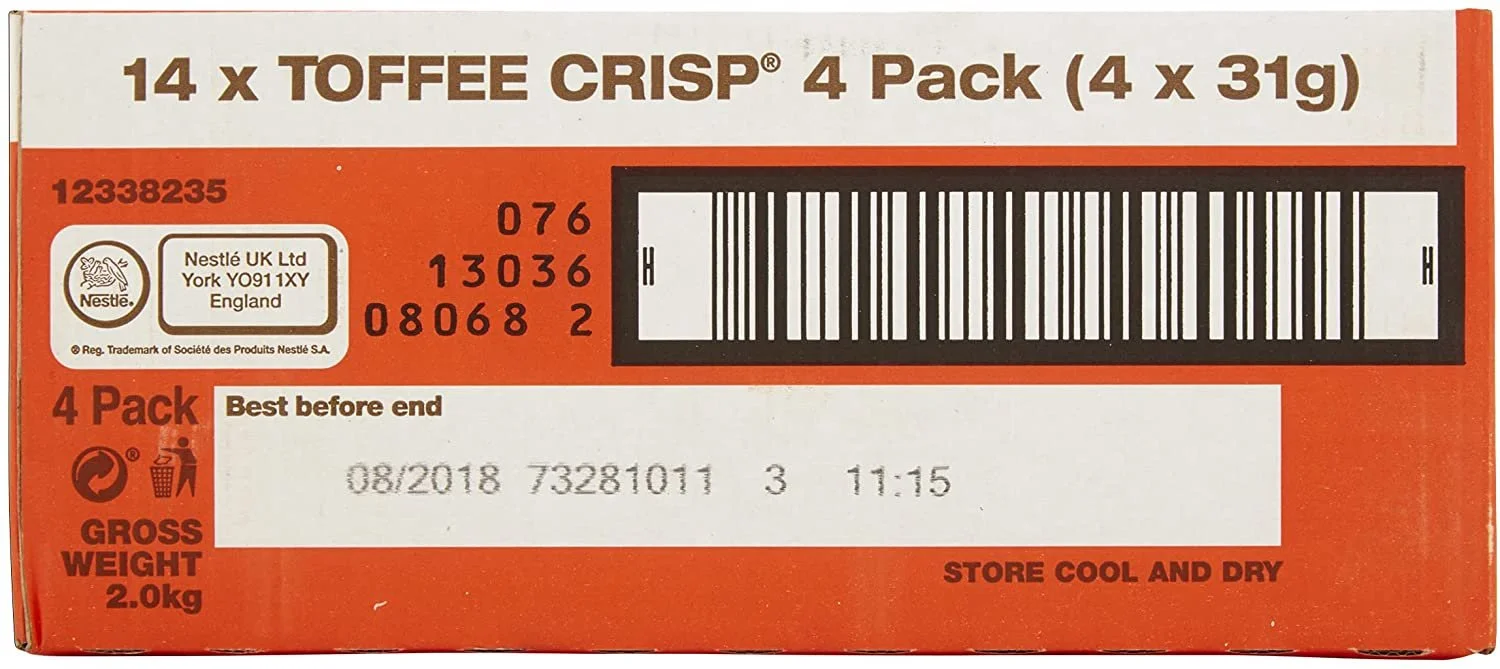 14 x TOFFEE CRISP® 4 Pack (4 x 31g)
12338235
Nestlé®
Nestlé UK Ltd
York YO91 1XY
England
® Reg. Trademark of Société des Produits Nestlé S.A.
076
13036
08068 2
H H
4 Pack
®
GROSS
WEIGHT
2.0kg
Best before end
08/2018 73281011 3 11:15
STORE COOL AND DRY